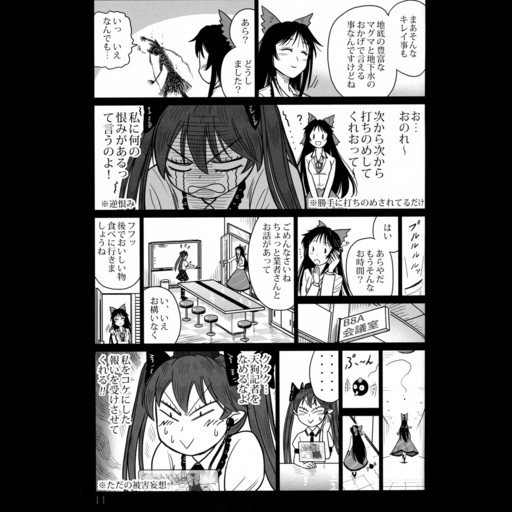 まあそんな
キレイ事も
地底の豊富な
マグマと地下水の
おかげで言える
事なんですけどね
あら?
どうし
ました?
いっ いえ
なんでも…
お…
おのれ~
次から次から
打ちのめして
くれおって
※勝手に打ちのめされてるだけ
私に何の
恨みがあるっ
て言うのよ!
※逆恨み
プルルルルッ
はい
あらやだ
もうそんな
お時間?
B8A
会議室
ごめんなさいね
ちょっと業者さんと
お話があって
い、いえ
お構いなく
フフッ
後でおいしい物
食べに行きま
しょうね
ぷ~ん
……
ククク…
天狗記者を
なめるなよ
私をコケにした
報いを受けさせて
くれる!!
※ただの被害妄想
11